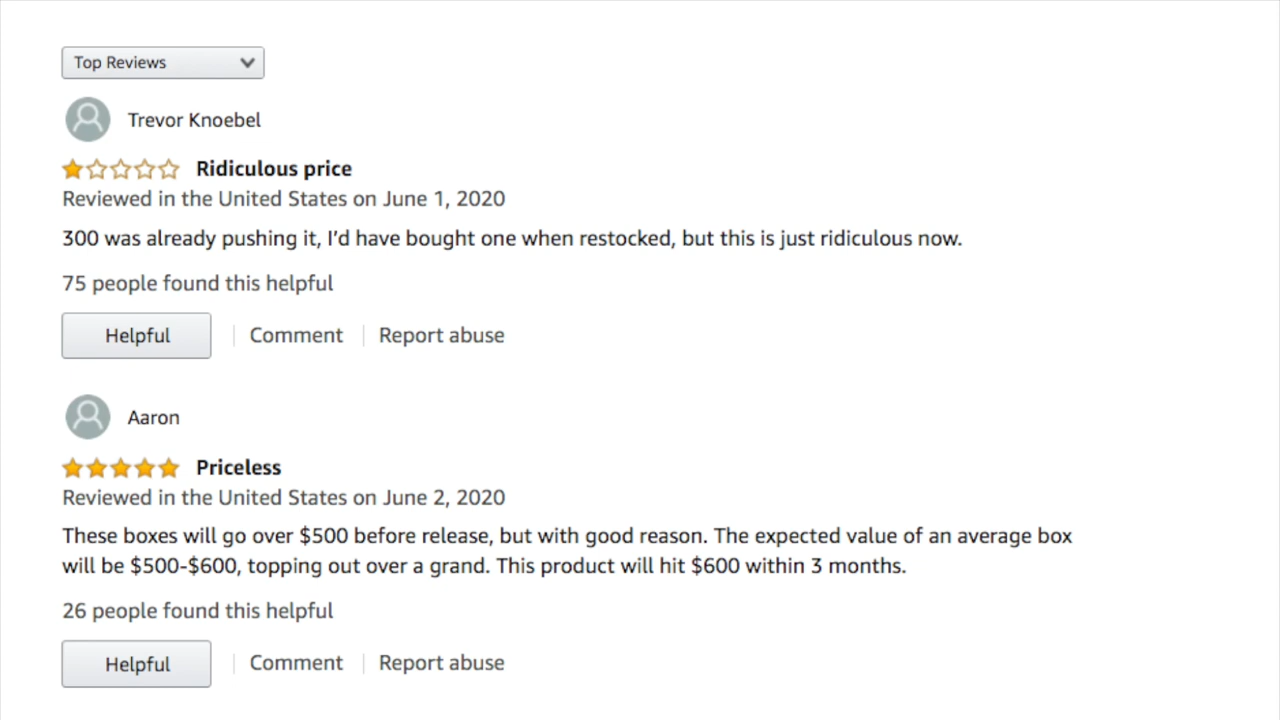 Top Reviews
Trevor Knoebel
Ridiculous price
Reviewed in the United States on June 1, 2020
300 was already pushing it, I'd have bought one when restocked, but this is just ridiculous now.
75 people found this helpful
Helpful | Comment | Report abuse
Aaron
Priceless
Reviewed in the United States on June 2, 2020
These boxes will go over $500 before release, but with good reason. The expected value of an average box
will be $500-$600, topping out over a grand. This product will hit $600 within 3 months.
26 people found this helpful
Helpful | Comment | Report abuse